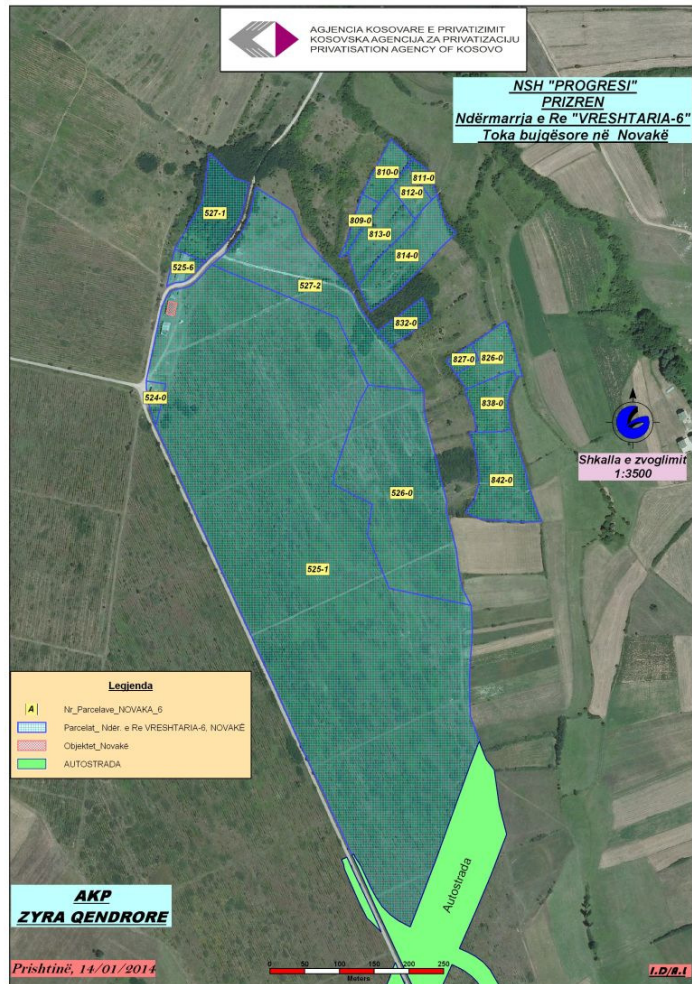 AGJENCIA KOSOVARE E PRIVATIZIMIT
KOSOVSKA AGENCIJA ZA PRIVATIZACIJU
PRIVATISATION AGENCY OF KOSOVO
NSH "PROGRESI"
PRIZREN
Ndërmarrja e Re "VRESHTARIA-6"
Toka bujqësore në Novakë
810-0
811-0
812-0
527-1
809-0
813-0
814-0
525-6
527-2
832-0
827-0
826-0
524-0
838-0
Shkalla e zvoglimit
1:3500
842-0
526-0
525-1
Legjenda
A Nr_Parcelave_NOVAKA_6
Parcelat_ Ndër. e Re VRESHTARIA-6, NOVAKË
Objektet_Novakë
AUTOSTRADA
Autostrada
AKP
ZYRA QENDRORE
Prishtinë, 14/01/2014
0 50 100 150 200 250
Meters